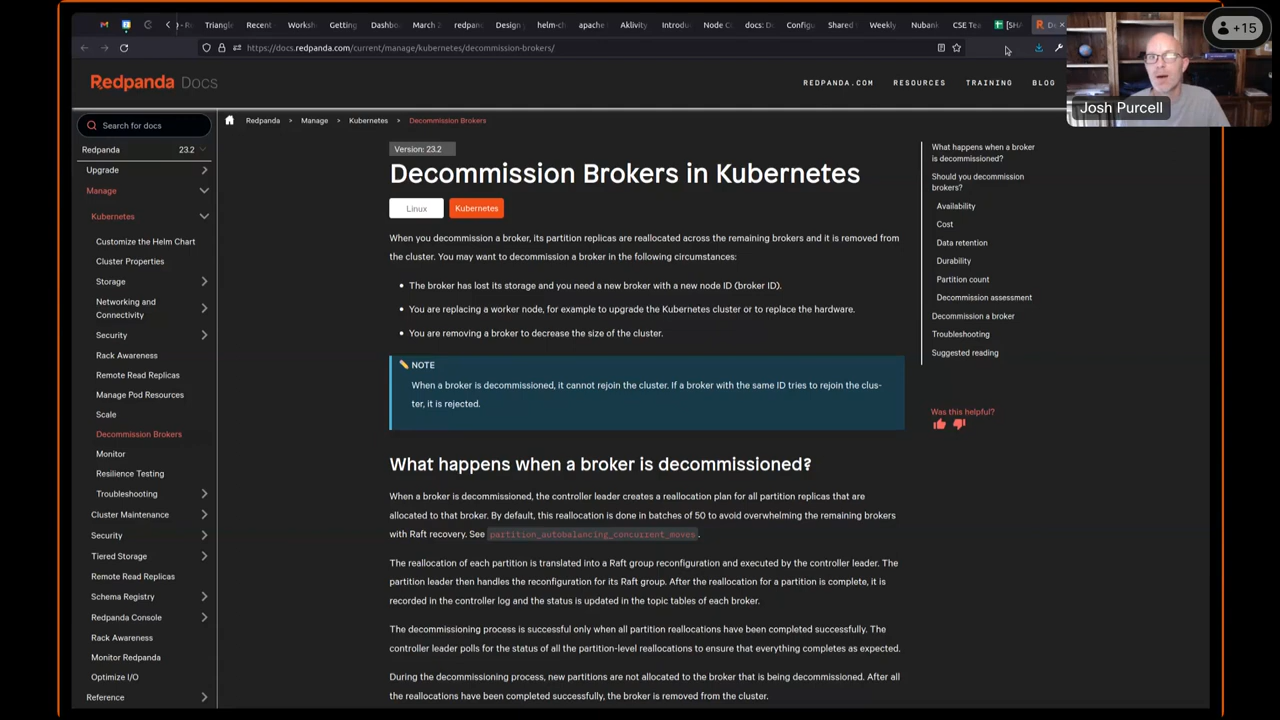 - R
Triangle
Recent
Worksh
Getting
Dashbo
March 2
redpan
Design
helm-ch
apache
Aklivity
Introdu
Node C
docs: D
Configu
Shared
Weekly
Nubank
CSE Tea
[SHA
De
+15
https://docs.redpanda.com/current/manage/kubernetes/decommission-brokers/
Redpanda Docs
REDPANDA.COM
RESOURCES
TRAINING
BLOG
Josh Purcell
Search for docs
Redpanda > Manage > Kubernetes > Decommission Brokers
Redpanda 23.2
Upgrade
Manage
Kubernetes
Customize the Helm Chart
Cluster Properties
Storage
Networking and
Connectivity
Security
Rack Awareness
Remote Read Replicas
Manage Pod Resources
Scale
Decommission Brokers
Monitor
Resilience Testing
Troubleshooting
Cluster Maintenance
Security
Tiered Storage
Remote Read Replicas
Schema Registry
Redpanda Console
Rack Awareness
Monitor Redpanda
Optimize I/O
Reference
Version: 23.2
Decommission Brokers in Kubernetes
Linux
Kubernetes
When you decommission a broker, its partition replicas are reallocated across the remaining brokers and it is removed from
the cluster. You may want to decommission a broker in the following circumstances:
• The broker has lost its storage and you need a new broker with a new node ID (broker ID).
• You are replacing a worker node, for example to upgrade the Kubernetes cluster or to replace the hardware.
• You are removing a broker to decrease the size of the cluster.
NOTE
When a broker is decommissioned, it cannot rejoin the cluster. If a broker with the same ID tries to rejoin the clus-
ter, it is rejected.
What happens when a broker is decommissioned?
When a broker is decommissioned, the controller leader creates a reallocation plan for all partition replicas that are
allocated to that broker. By default, this reallocation is done in batches of 50 to avoid overwhelming the remaining brokers
with Raft recovery. See partition_autobalancing_concurrent_moves.
The reallocation of each partition is translated into a Raft group reconfiguration and executed by the controller leader. The
partition leader then handles the reconfiguration for its Raft group. After the reallocation for a partition is complete, it is
recorded in the controller log and the status is updated in the topic tables of each broker.
The decommissioning process is successful only when all partition reallocations have been completed successfully. The
controller leader polls for the status of all the partition-level reallocations to ensure that everything completes as expected.
During the decommissioning process, new partitions are not allocated to the broker that is being decommissioned. After all
the reallocations have been completed successfully, the broker is removed from the cluster.
What happens when a broker
is decommissioned?
Should you decommission
brokers?
Availability
Cost
Data retention
Durability
Partition count
Decommission assessment
Decommission a broker
Troubleshooting
Suggested reading
Was this helpful?